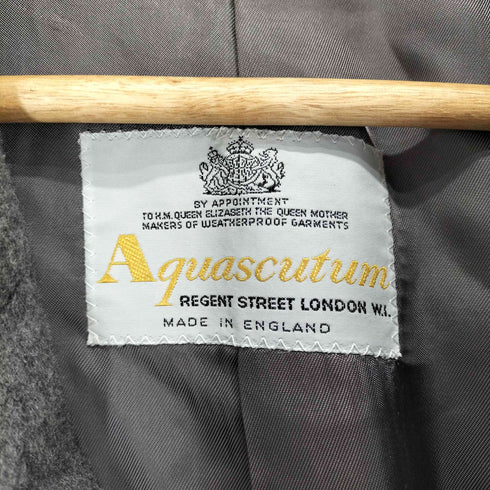 BY APPOINTMENT
TO H.M. QUEEN ELIZABETH THE QUEEN MOTHER
MAKERS OF WEATHERPROOF GARMENTS
Aquascutum
REGENT STREET LONDON W.I.
MADE IN ENGLAND